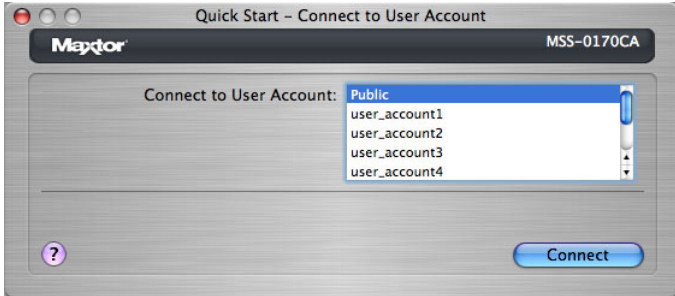 Quick Start – Connect to User Account
Maxtor MSS-0170CA
Connect to User Account: Public
user_account1
user_account2
user_account3
user_account4
?
Connect